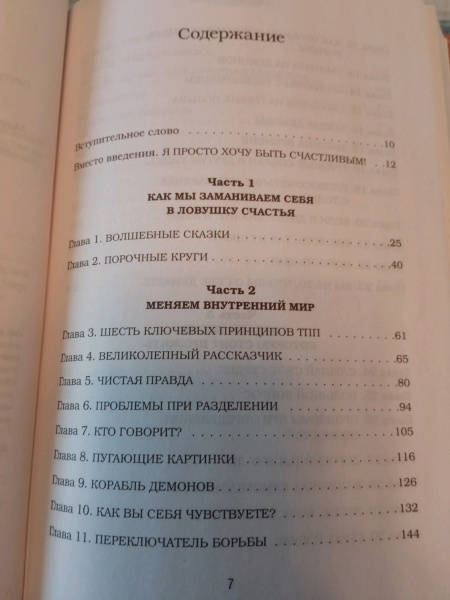 Содержание
Вступительное слово . . . . . . . . . . . . . . . . . . . . . . . . . 10
Вместо введения. Я ПРОСТО ХОЧУ БЫТЬ СЧАСТЛИВЫМ! . . 12
Часть 1
КАК МЫ ЗАМАНИВАЕМ СЕБЯ
В ЛОВУШКУ СЧАСТЬЯ
Глава 1. ВОЛШЕБНЫЕ СКАЗКИ . . . . . . . . . . . . . . . . . . . . 25
Глава 2. ПОРОЧНЫЕ КРУГИ . . . . . . . . . . . . . . . . . . . . . . 40
Часть 2
МЕНЯЕМ ВНУТРЕННИЙ МИР
Глава 3. ШЕСТЬ КЛЮЧЕВЫХ ПРИНЦИПОВ ТПП . . . . . . . . . 61
Глава 4. ВЕЛИКОЛЕПНЫЙ РАССКАЗЧИК . . . . . . . . . . . . . . 65
Глава 5. ЧИСТАЯ ПРАВДА . . . . . . . . . . . . . . . . . . . . . . . 80
Глава 6. ПРОБЛЕМЫ ПРИ РАЗДЕЛЕНИИ . . . . . . . . . . . . . . 94
Глава 7. КТО ГОВОРИТ? . . . . . . . . . . . . . . . . . . . . . . . . 105
Глава 8. ПУГАЮЩИЕ КАРТИНКИ . . . . . . . . . . . . . . . . . . 116
Глава 9. КОРАБЛЬ ДЕМОНОВ . . . . . . . . . . . . . . . . . . . . . 126
Глава 10. КАК ВЫ СЕБЯ ЧУВСТВУЕТЕ? . . . . . . . . . . . . . . . 132
Глава 11. ПЕРЕКЛЮЧАТЕЛЬ БОРЬБЫ . . . . . . . . . . . . . . . . 144
7